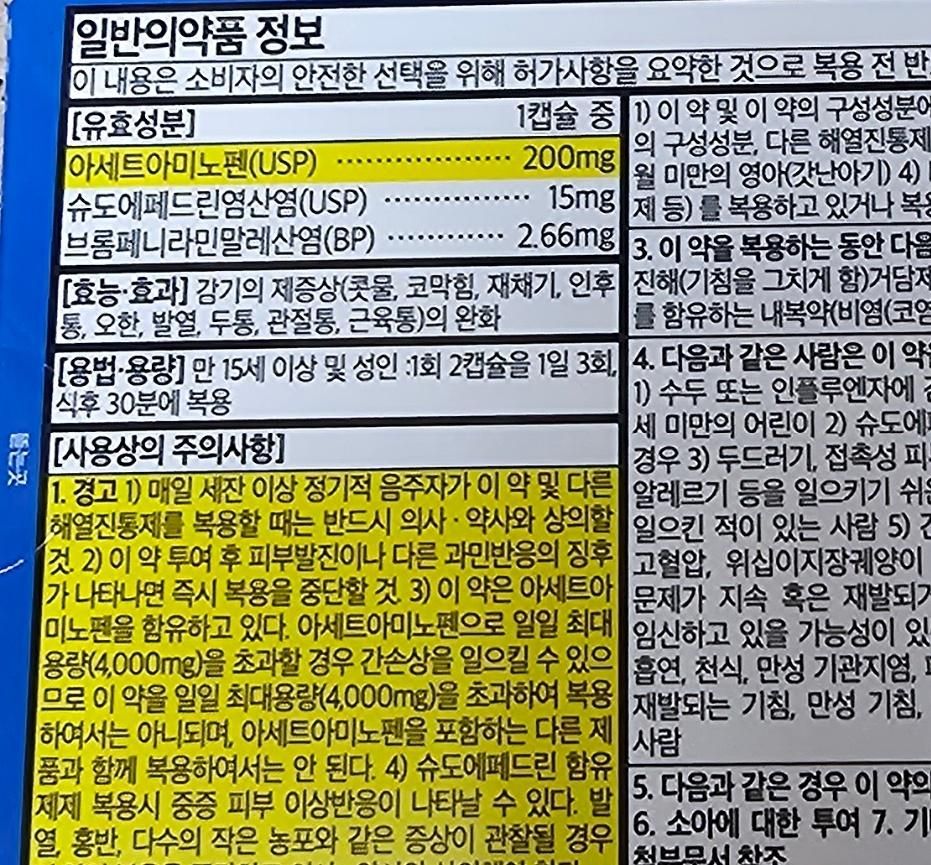 일반의약품 정보
이 내용은 소비자의 안전한 선택을 위해 허가사항을 요약한 것으로 복용 전 반
[유효성분] 1캡슐 중
아세트아미노펜(USP) ⋯⋯⋯⋯⋯⋯ 200mg
슈도에페드린염산염(USP) ⋯⋯⋯⋯⋯ 15mg
브롬페니라민말레산염(BP) ⋯⋯⋯⋯ 2.66mg
[효능·효과] 감기의 제증상(콧물, 코막힘, 재채기, 인후
통, 오한, 발열, 두통, 관절통, 근육통)의 완화
[용법·용량] 만 15세 이상 및 성인 :1회 2캡슐을 1일 3회,
식후 30분에 복용
[사용상의 주의사항]
1. 경고 1) 매일 세잔 이상 정기적 음주자가 이 약 및 다른
해열진통제를 복용할 때는 반드시 의사·약사와 상의할
것. 2) 이 약 투여 후 피부발진이나 다른 과민반응의 징후
가 나타나면 즉시 복용을 중단할 것. 3) 이 약은 아세트아
미노펜을 함유하고 있다. 아세트아미노펜으로 일일 최대
용량(4,000mg)을 초과할 경우 간손상을 일으킬 수 있으
므로 이 약을 일일 최대용량(4,000mg)을 초과하여 복용
하여서는 아니되며, 아세트아미노펜을 포함하는 다른 제
품과 함께 복용하여서는 안 된다. 4) 슈도에페드린 함유
제제 복용시 중증 피부 이상반응이 나타날 수 있다. 발
열, 홍반, 다수의 작은 농포와 같은 증상이 관찰될 경우
1) 이 약 및 이 약의 구성성분에
의 구성성분, 다른 해열진통제
월 미만의 영아(갓난아기) 4)
제 등) 를 복용하고 있거나 복용
3. 이 약을 복용하는 동안 다음
진해(기침을 그치게 함)거담제
를 함유하는 내복약(비염(코염
4. 다음과 같은 사람은 이 약을
1) 수두 또는 인플루엔자에
세 미만의 어린이 2) 슈도에페
경우 3) 두드러기, 접촉성 피
알레르기 등을 일으키기 쉬운
일으킨 적이 있는 사람 5) 간
고혈압, 위십이지장궤양이
문제가 지속 혹은 재발되거
임신하고 있을 가능성이 있
흡연, 천식, 만성 기관지염,
재발되는 기침, 만성 기침,
사람
5. 다음과 같은 경우 이 약의
6. 소아에 대한 투여 7. 기
첨부문서 참조
뜯는곳